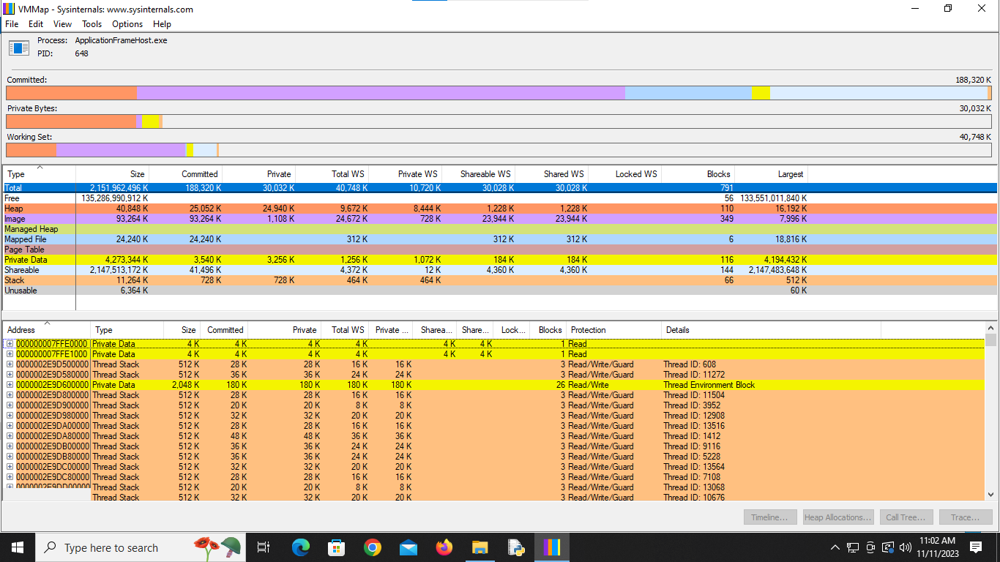 VMMap - Sysinternals: www.sysinternals.com
File Edit View Tools Options Help
Process: ApplicationFrameHost.exe
PID: 648
Committed: 188,320 K
Private Bytes: 30,032 K
Working Set: 40,748 K
Type Size Committed Private Total WS Private WS Shareable WS Shared WS Locked WS Blocks Largest
Total 2,151,962,496 K 188,320 K 30,032 K 40,748 K 10,720 K 30,028 K 30,028 K 791
Free 135,286,990,912 K 56 133,551,011,840 K
Heap 40,848 K 25,052 K 24,940 K 9,672 K 8,444 K 1,228 K 1,228 K 110 16,192 K
Image 93,264 K 93,264 K 1,108 K 24,672 K 728 K 23,944 K 23,944 K 349 7,996 K
Managed Heap
Mapped File 24,240 K 24,240 K 312 K 312 K 312 K 6 18,816 K
Page Table
Private Data 4,273,344 K 3,540 K 3,256 K 1,256 K 1,072 K 184 K 184 K 116 4,194,432 K
Shareable 2,147,513,172 K 41,496 K 4,372 K 12 K 4,360 K 4,360 K 144 2,147,483,648 K
Stack 11,264 K 728 K 728 K 464 K 464 K 66 512 K
Unusable 6,364 K 60 K
Address Type Size Committed Private Total WS Private ... Sharea... Share... Lock... Blocks Protection Details
000000007FFE0000 Private Data 4 K 4 K 4 K 4 K 4 K 4 K 1 Read
000000007FFE1000 Private Data 4 K 4 K 4 K 4 K 4 K 4 K 1 Read
0000002E9D500000 Thread Stack 512 K 28 K 28 K 16 K 16 K 3 Read/Write/Guard Thread ID: 608
0000002E9D580000 Thread Stack 512 K 36 K 36 K 24 K 24 K 3 Read/Write/Guard Thread ID: 11272
0000002E9D600000 Private Data 2,048 K 180 K 180 K 180 K 180 K 26 Read/Write Thread Environment Block
0000002E9D800000 Thread Stack 512 K 28 K 28 K 16 K 16 K 3 Read/Write/Guard Thread ID: 11504
0000002E9D900000 Thread Stack 512 K 20 K 20 K 8 K 8 K 3 Read/Write/Guard Thread ID: 3952
0000002E9D980000 Thread Stack 512 K 32 K 32 K 20 K 20 K 3 Read/Write/Guard Thread ID: 12908
0000002E9DA00000 Thread Stack 512 K 28 K 28 K 16 K 16 K 3 Read/Write/Guard Thread ID: 13516
0000002E9DA80000 Thread Stack 512 K 48 K 48 K 36 K 36 K 3 Read/Write/Guard Thread ID: 1412
0000002E9DB00000 Thread Stack 512 K 36 K 36 K 24 K 24 K 3 Read/Write/Guard Thread ID: 9116
0000002E9DB80000 Thread Stack 512 K 36 K 36 K 24 K 24 K 3 Read/Write/Guard Thread ID: 5228
0000002E9DC00000 Thread Stack 512 K 32 K 32 K 20 K 20 K 3 Read/Write/Guard Thread ID: 13564
0000002E9DC80000 Thread Stack 512 K 28 K 28 K 16 K 16 K 3 Read/Write/Guard Thread ID: 7108
0000002E9DD00000 Thread Stack 512 K 20 K 20 K 8 K 8 K 3 Read/Write/Guard Thread ID: 13068
Thread Stack 512 K 32 K 32 K 20 K 20 K 3 Read/Write/Guard Thread ID: 10676
Timeline... Heap Allocations... Call Tree... Trace...
Type here to search
11:02 AM
11/11/2023